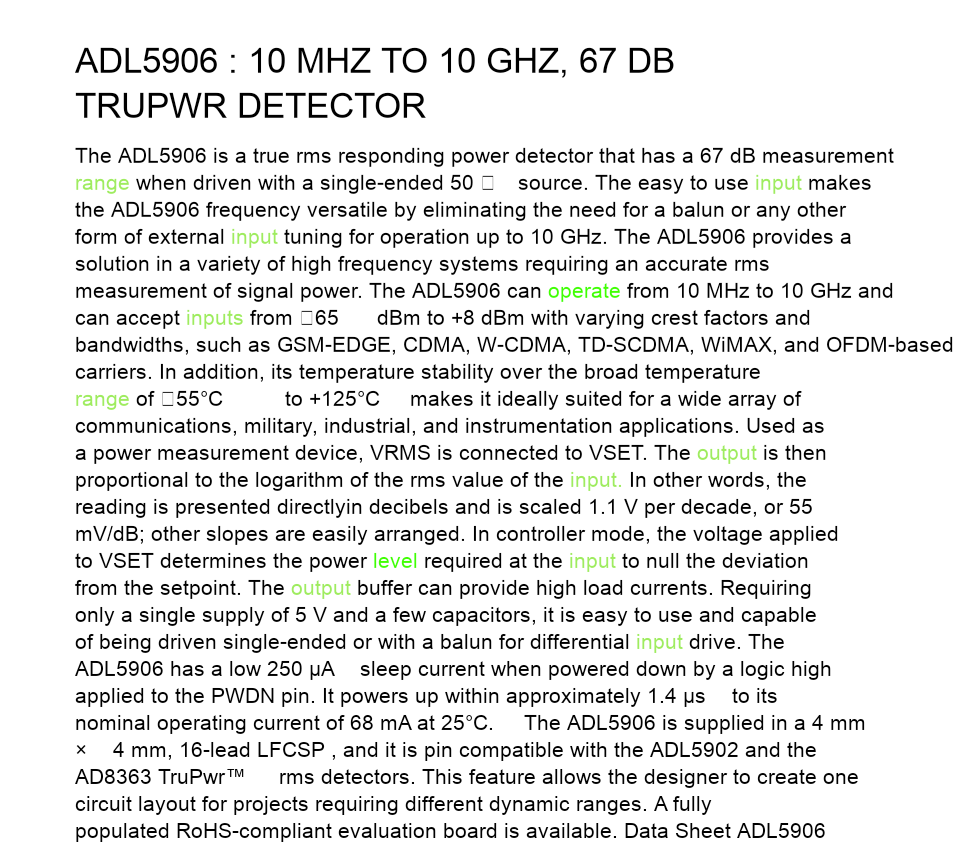 ADL5906 : 10 MHZ TO 10 GHZ, 67 DB
TRUPWR DETECTOR
The ADL5906 is a true rms responding power detector that has a 67 dB measurement
range when driven with a single-ended 50 □ source. The easy to use input makes
the ADL5906 frequency versatile by eliminating the need for a balun or any other
form of external input tuning for operation up to 10 GHz. The ADL5906 provides a
solution in a variety of high frequency systems requiring an accurate rms
measurement of signal power. The ADL5906 can operate from 10 MHz to 10 GHz and
can accept inputs from □65 dBm to +8 dBm with varying crest factors and
bandwidths, such as GSM-EDGE, CDMA, W-CDMA, TD-SCDMA, WiMAX, and OFDM-based
carriers. In addition, its temperature stability over the broad temperature
range of □55°C to +125°C makes it ideally suited for a wide array of
communications, military, industrial, and instrumentation applications. Used as
a power measurement device, VRMS is connected to VSET. The output is then
proportional to the logarithm of the rms value of the input. In other words, the
reading is presented directlyin decibels and is scaled 1.1 V per decade, or 55
mV/dB; other slopes are easily arranged. In controller mode, the voltage applied
to VSET determines the power level required at the input to null the deviation
from the setpoint. The output buffer can provide high load currents. Requiring
only a single supply of 5 V and a few capacitors, it is easy to use and capable
of being driven single-ended or with a balun for differential input drive. The
ADL5906 has a low 250 µA sleep current when powered down by a logic high
applied to the PWDN pin. It powers up within approximately 1.4 µs to its
nominal operating current of 68 mA at 25°C. The ADL5906 is supplied in a 4 mm
× 4 mm, 16-lead LFCSP , and it is pin compatible with the ADL5902 and the
AD8363 TruPwr™ rms detectors. This feature allows the designer to create one
circuit layout for projects requiring different dynamic ranges. A fully
populated RoHS-compliant evaluation board is available. Data Sheet ADL5906